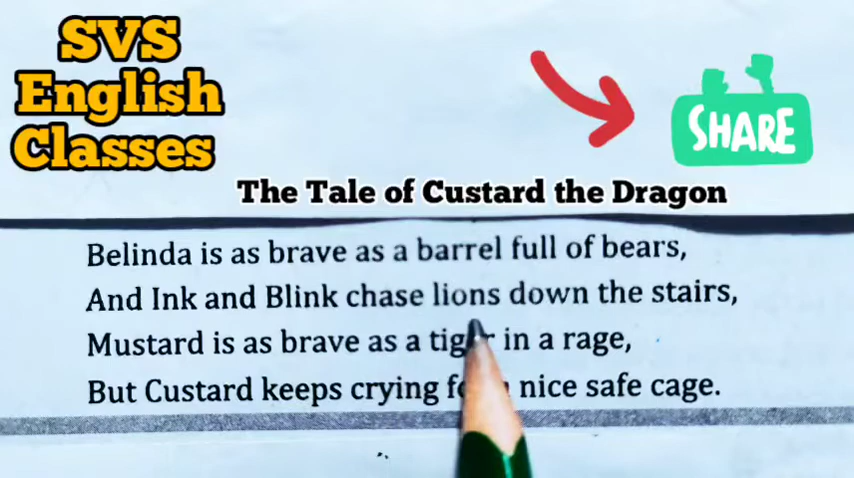 SVS
English
Classes
SHARE
The Tale of Custard the Dragon
Belinda is as brave as a barrel full of bears,
And Ink and Blink chase lions down the stairs,
Mustard is as brave as a tiger in a rage,
But Custard keeps crying nice safe cage.